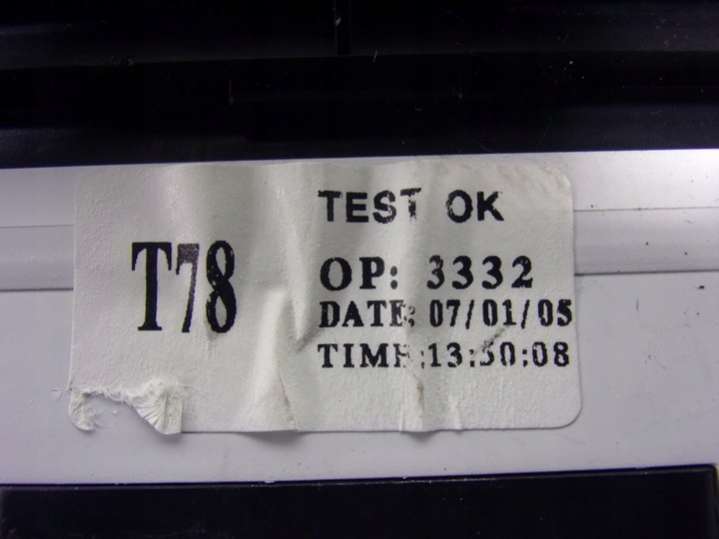 TEST OK
T78
OP: 3332
DATE: 07/01/05
TIME:13:50:08